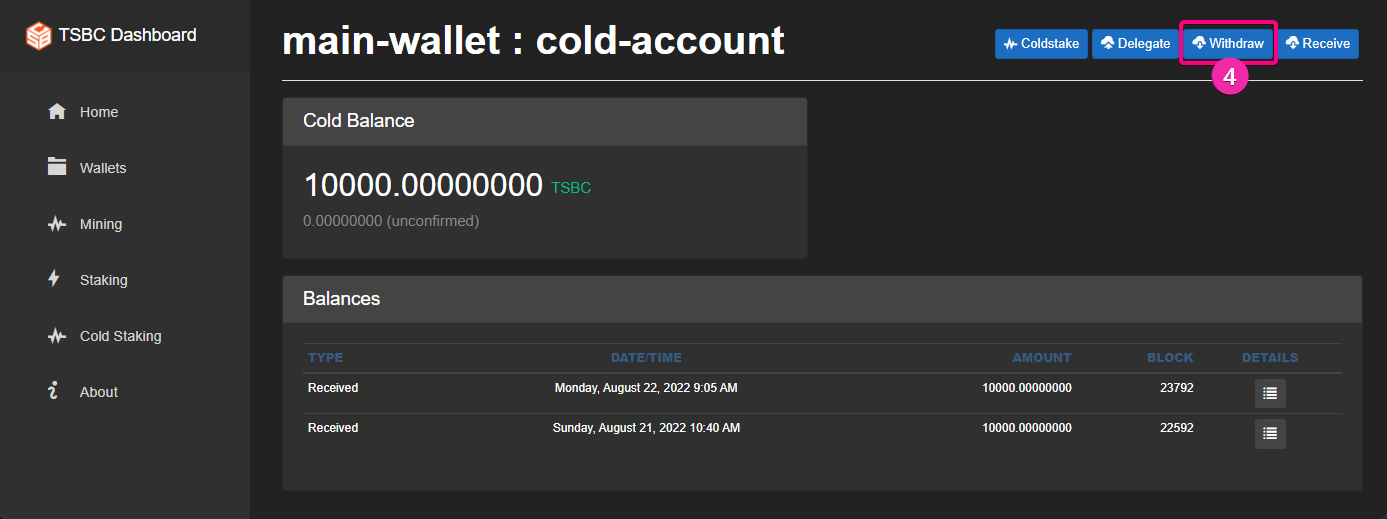 TSBC Dashboard
main-wallet : cold-account
Coldstake Delegate Withdraw Receive
4
Home
Wallets
Mining
Staking
Cold Staking
About
Cold Balance
10000.00000000 TSBC
0.00000000 (unconfirmed)
Balances
TYPE DATE/TIME AMOUNT BLOCK DETAILS
Received Monday, August 22, 2022 9:05 AM 10000.00000000 23792
Received Sunday, August 21, 2022 10:40 AM 10000.00000000 22592